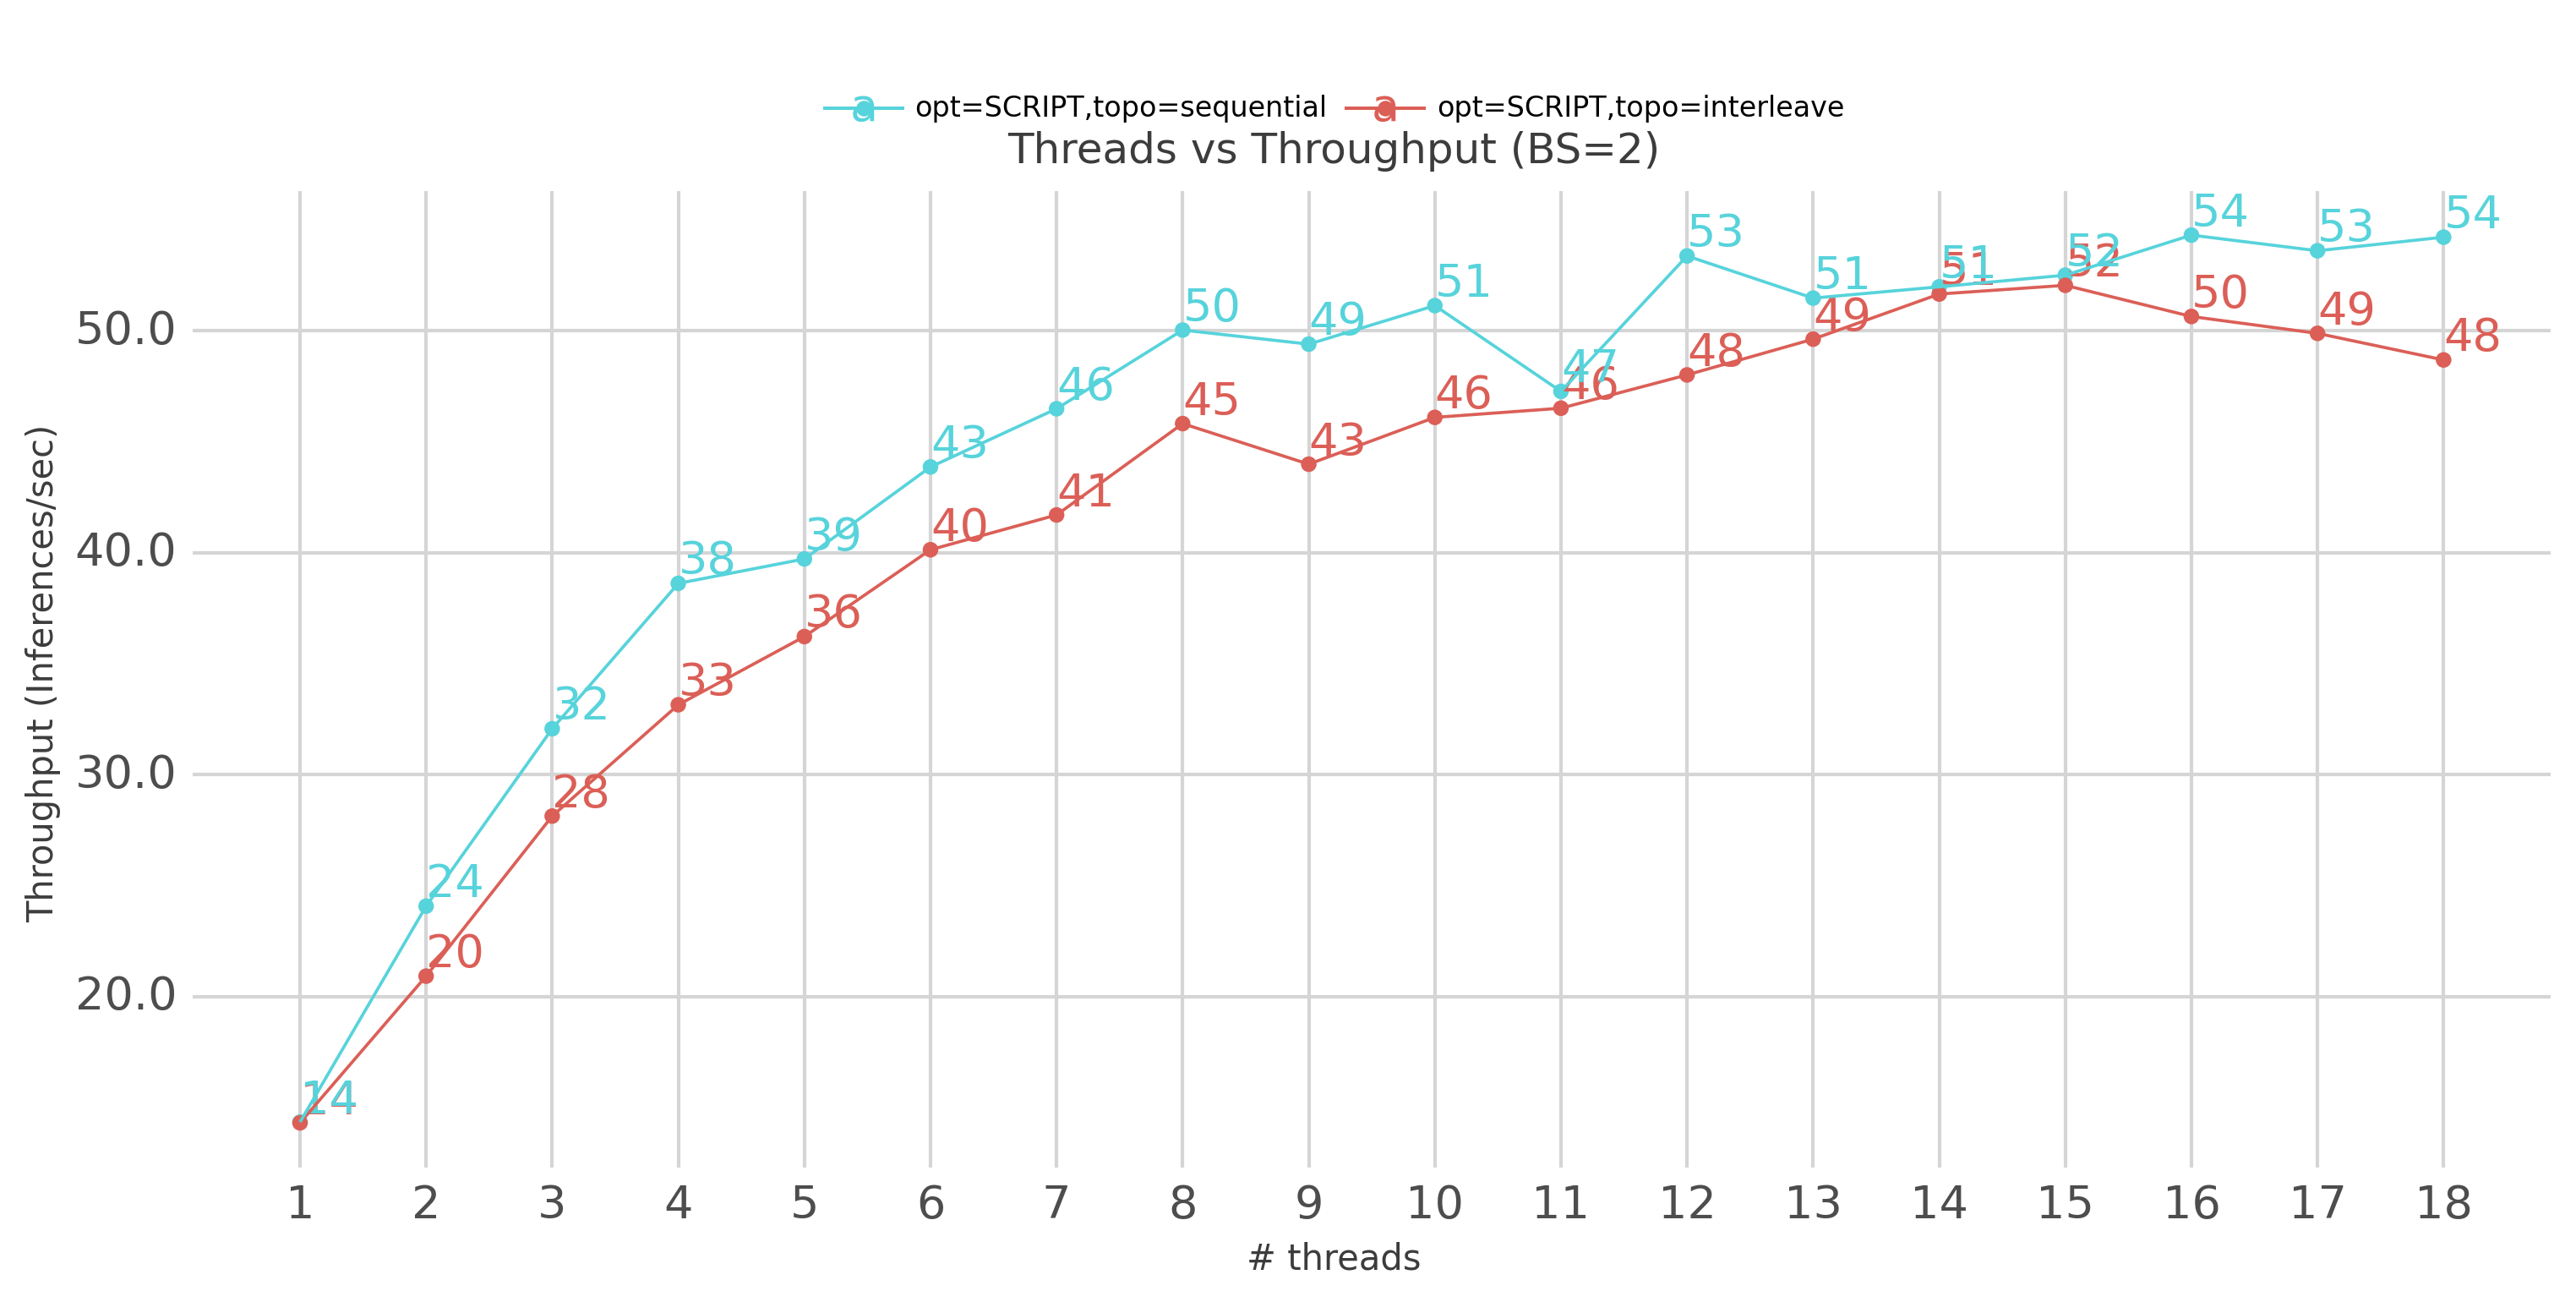 a opt=SCRIPT,topo=sequential a opt=SCRIPT,topo=interleave
Threads vs Throughput (BS=2)
Throughput (Inferences/sec)
50.0
40.0
30.0
20.0
14 24 32 38 39 43 46 50 49 51 47 53 51 51 52 54 53 54
14 20 28 33 36 40 41 45 43 46 46 48 49 51 52 50 49 48
1 2 3 4 5 6 7 8 9 10 11 12 13 14 15 16 17 18
# threads